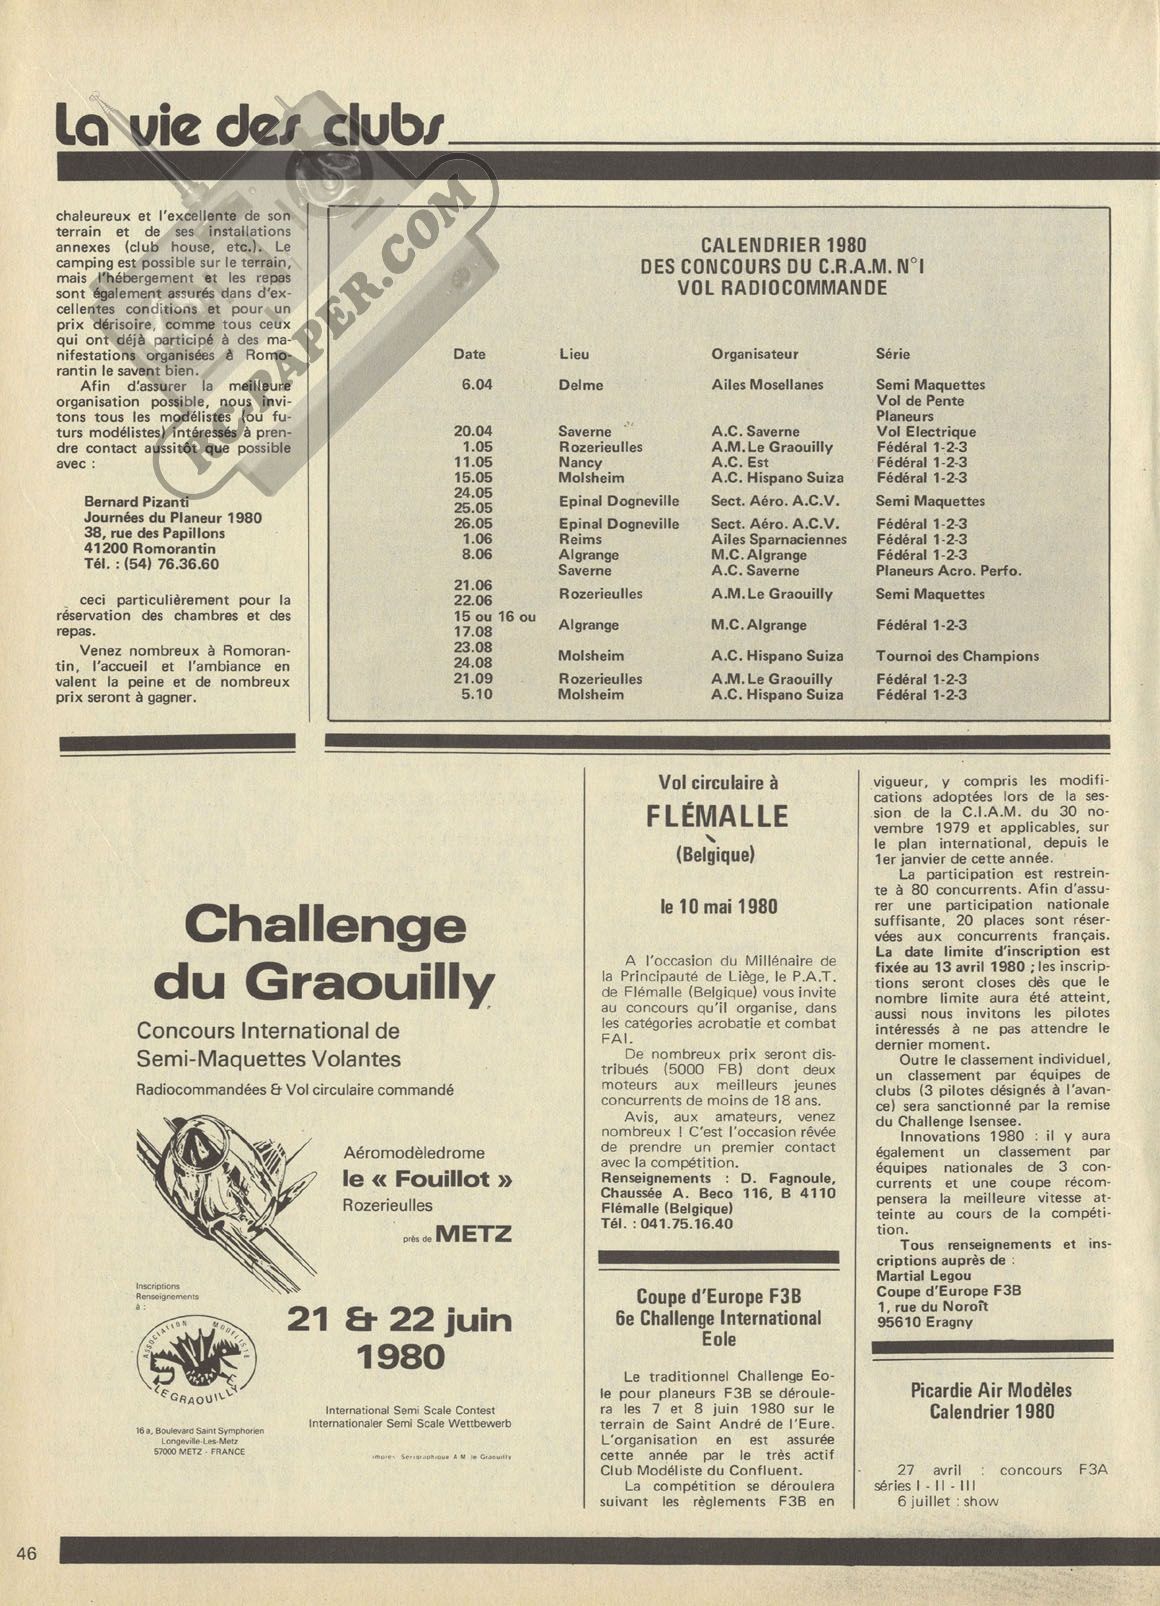 La vie des clubs
chaleureux et l'excellente de son
terrain et de ses installations
annexes (club house, etc.). Le
camping est possible sur le terrain,
mais l'hébergement et les repas
sont également assurés dans d'ex-
cellentes conditions et pour un
prix dérisoire, comme tous ceux
qui ont déjà participé à des ma-
nifestations organisées à Romo-
rantin le savent bien.
Afin d'assurer la meilleure
organisation possible, nous invi-
tons tous les modélistes (ou fu-
turs modélistes) intéressés à pren-
dre contact aussitôt que possible
avec :
Bernard Pizanti
Journées du Planeur 1980
38, rue des Papillons
41200 Romorantin
Tél. : (54) 76.36.60
ceci particulièrement pour la
réservation des chambres et des
repas.
Venez nombreux à Romoran-
tin, l'accueil et l'ambiance en
valent la peine et de nombreux
prix seront à gagner.
RC-PAPER.COM
CALENDRIER 1980
DES CONCOURS DU C.R.A.M. N°I
VOL RADIOCOMMANDE
Date Lieu Organisateur Série
6.04 Delme Ailes Mosellanes Semi Maquettes
Vol de Pente
Planeurs
20.04 Saverne A.C. Saverne Vol Electrique
1.05 Rozerieulles A.M. Le Graouilly Fédéral 1-2-3
11.05 Nancy A.C. Est Fédéral 1-2-3
15.05 Molsheim A.C. Hispano Suiza Fédéral 1-2-3
24.05
25.05 Epinal Dogneville Sect. Aéro. A.C.V. Semi Maquettes
26.05 Epinal Dogneville Sect. Aéro. A.C.V. Fédéral 1-2-3
1.06 Reims Ailes Sparnaciennes Fédéral 1-2-3
8.06 Algrange M.C. Algrange Fédéral 1-2-3
Saverne A.C. Saverne Planeurs Acro. Perfo.
21.06
22.06 Rozerieulles A.M. Le Graouilly Semi Maquettes
15 ou 16 ou
17.08 Algrange M.C. Algrange Fédéral 1-2-3
23.08
24.08 Molsheim A.C. Hispano Suiza Tournoi des Champions
21.09 Rozerieulles A.M. Le Graouilly Fédéral 1-2-3
5.10 Molsheim A.C. Hispano Suiza Fédéral 1-2-3
Challenge
du Graouilly
Concours International de
Semi-Maquettes Volantes
Radiocommandées & Vol circulaire commandé
Aéromodèledrome
le « Fouillot »
Rozerieulles
près de METZ
Inscriptions
Renseignements
à :
21 & 22 juin
1980
ASSOCIATION MODELISTE
LE GRAOUILLY
16 a, Boulevard Saint Symphorien
Longeville-Les-Metz
57000 METZ - FRANCE
International Semi Scale Contest
Internationaler Semi Scale Wettbewerb
Impres Serigraphique A M le Graouilly
Vol circulaire à
FLÉMALLE
(Belgique)
le 10 mai 1980
A l'occasion du Millénaire de
la Principauté de Liège, le P.A.T.
de Flémalle (Belgique) vous invite
au concours qu'il organise, dans
les catégories acrobatie et combat
FAI.
De nombreux prix seront dis-
tribués (5000 FB) dont deux
moteurs aux meilleurs jeunes
concurrents de moins de 18 ans.
Avis, aux amateurs, venez
nombreux ! C'est l'occasion rêvée
de prendre un premier contact
avec la compétition.
Renseignements : D. Fagnoule,
Chaussée A. Beco 116, B 4110
Flémalle (Belgique)
Tél. : 041.75.16.40
Coupe d'Europe F3B
6e Challenge International
Eole
Le traditionnel Challenge Eo-
le pour planeurs F3B se déroule-
ra les 7 et 8 juin 1980 sur le
terrain de Saint André de l'Eure.
L'organisation en est assurée
cette année par le très actif
Club Modéliste du Confluent.
La compétition se déroulera
suivant les règlements F3B en
vigueur, y compris les modifi-
cations adoptées lors de la ses-
sion de la C.I.A.M. du 30 no-
vembre 1979 et applicables, sur
le plan international, depuis le
1er janvier de cette année.
La participation est restrein-
te à 80 concurrents. Afin d'assu-
rer une participation nationale
suffisante, 20 places sont réser-
vées aux concurrents français.
La date limite d'inscription est
fixée au 13 avril 1980 ; les inscrip-
tions seront closes dès que le
nombre limite aura été atteint,
aussi nous invitons les pilotes
intéressés à ne pas attendre le
dernier moment.
Outre le classement individuel,
un classement par équipes de
clubs (3 pilotes désignés à l'avan-
ce) sera sanctionné par la remise
du Challenge Isensee.
Innovations 1980 : il y aura
également un classement par
équipes nationales de 3 con-
currents et une coupe récom-
pensera la meilleure vitesse at-
teinte au cours de la compéti-
tion.
Tous renseignements et ins-
criptions auprès de :
Martial Legou
Coupe d'Europe F3B
1, rue du Noroît
95610 Eragny
Picardie Air Modèles
Calendrier 1980
27 avril : concours F3A
séries I - II - III
6 juillet : show
46